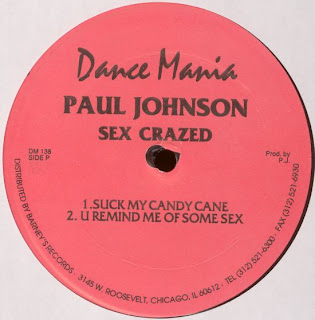 Dance Mania
PAUL JOHNSON
SEX CRAZED
DM 138
SIDE P
Prod. by
P.J.
1.SUCK MY CANDY CANE
2. U REMIND ME OF SOME SEX
DISTRIBUTED BY BARNEY'S RECORDS · 3145 W. ROOSEVELT, CHICAGO, IL 60612 · TEL (312) 521-6300 · FAX (312) 521-6930